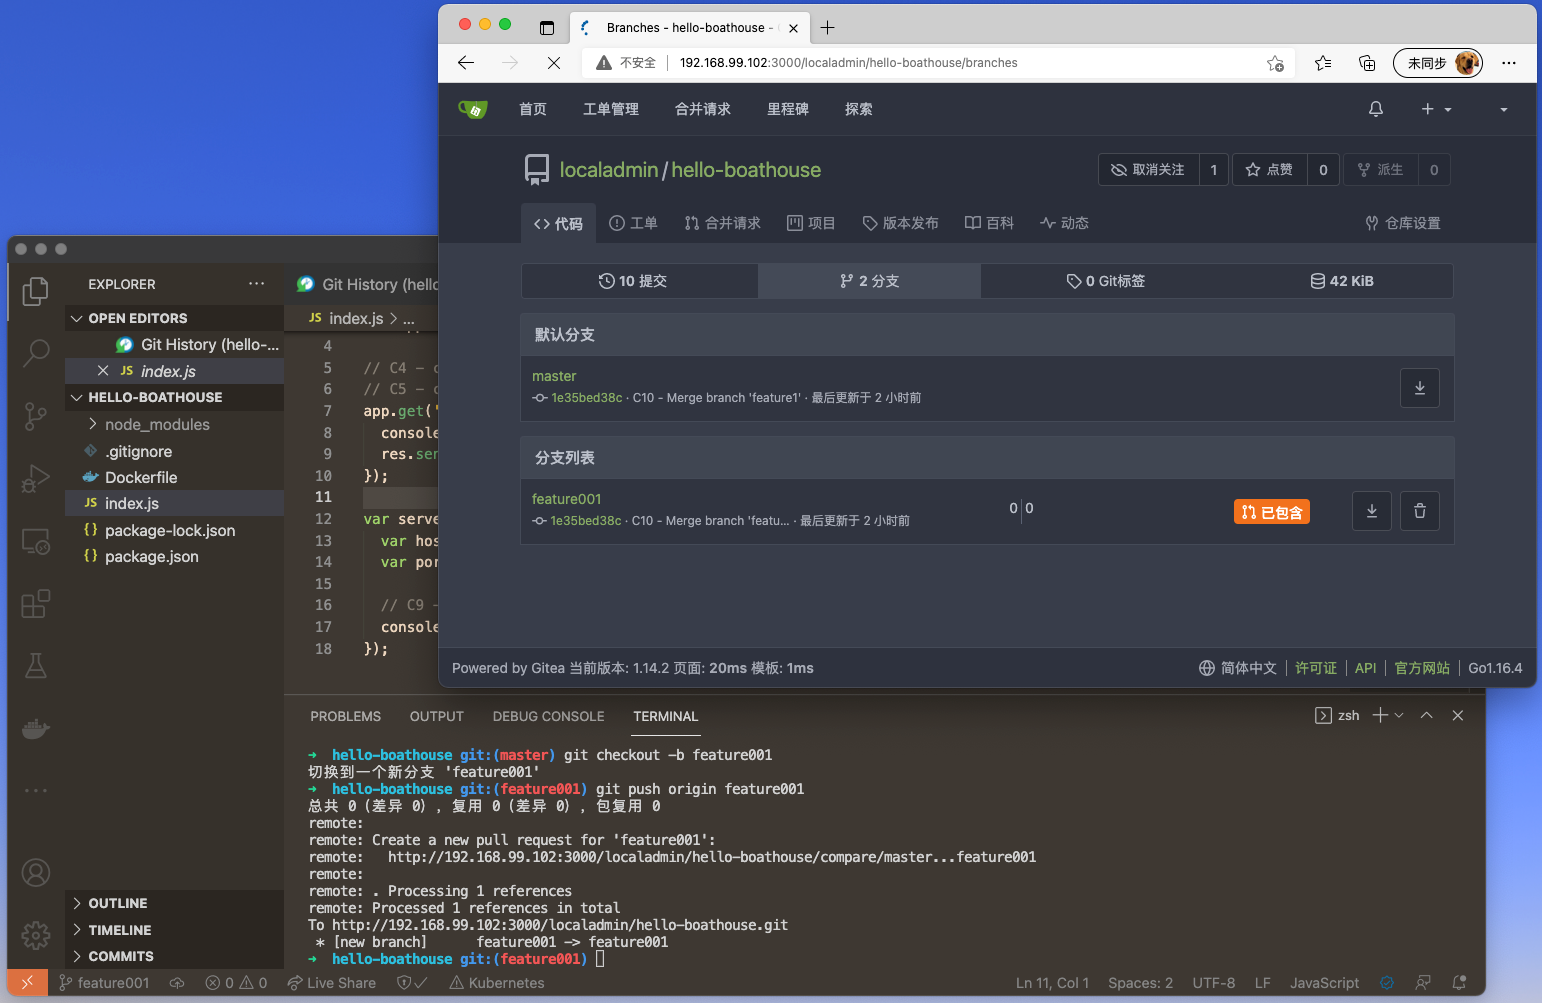 Branches - hello-boathouse -
不安全
192.168.99.102:3000/localadmin/hello-boathouse/branches
未同步
首页
工单管理
合并请求
里程碑
探索
localadmin/hello-boathouse
取消关注 1
点赞 0
派生 0
代码
工单
合并请求
项目
版本发布
百科
动态
仓库设置
10 提交
2 分支
0 Git标签
42 KiB
默认分支
master
1e35bed38c · C10 - Merge branch 'feature1' · 最后更新于 2 小时前
分支列表
feature001
1e35bed38c · C10 - Merge branch 'featu... · 最后更新于 2 小时前
0 0
已包含
Powered by Gitea 当前版本: 1.14.2 页面: 20ms 模板: 1ms
简体中文
许可证
API
官方网站
Go1.16.4
EXPLORER
OPEN EDITORS
Git History (hello-...
JS index.js
HELLO-BOATHOUSE
node_modules
.gitignore
Dockerfile
JS index.js
{} package-lock.json
{} package.json
OUTLINE
TIMELINE
COMMITS
Git History (hello
JS index.js > ...
4
5 // C4 -
6 // C5 -
7 app.get('
8 console
9 res.ser
10 });
11
12 var serve
13 var hos
14 var por
15
16 // C9 -
17 console
18 });
PROBLEMS
OUTPUT
DEBUG CONSOLE
TERMINAL
zsh
➜ hello-boathouse git:(master) git checkout -b feature001
切换到一个新分支 'feature001'
➜ hello-boathouse git:(feature001) git push origin feature001
总共 0（差异 0），复用 0（差异 0），包复用 0
remote:
remote: Create a new pull request for 'feature001':
remote: http://192.168.99.102:3000/localadmin/hello-boathouse/compare/master...feature001
remote:
remote: . Processing 1 references
remote: Processed 1 references in total
To http://192.168.99.102:3000/localadmin/hello-boathouse.git
* [new branch] feature001 -> feature001
➜ hello-boathouse git:(feature001)
feature001
0 0
Live Share
Kubernetes
Ln 11, Col 1
Spaces: 2
UTF-8
LF
JavaScript